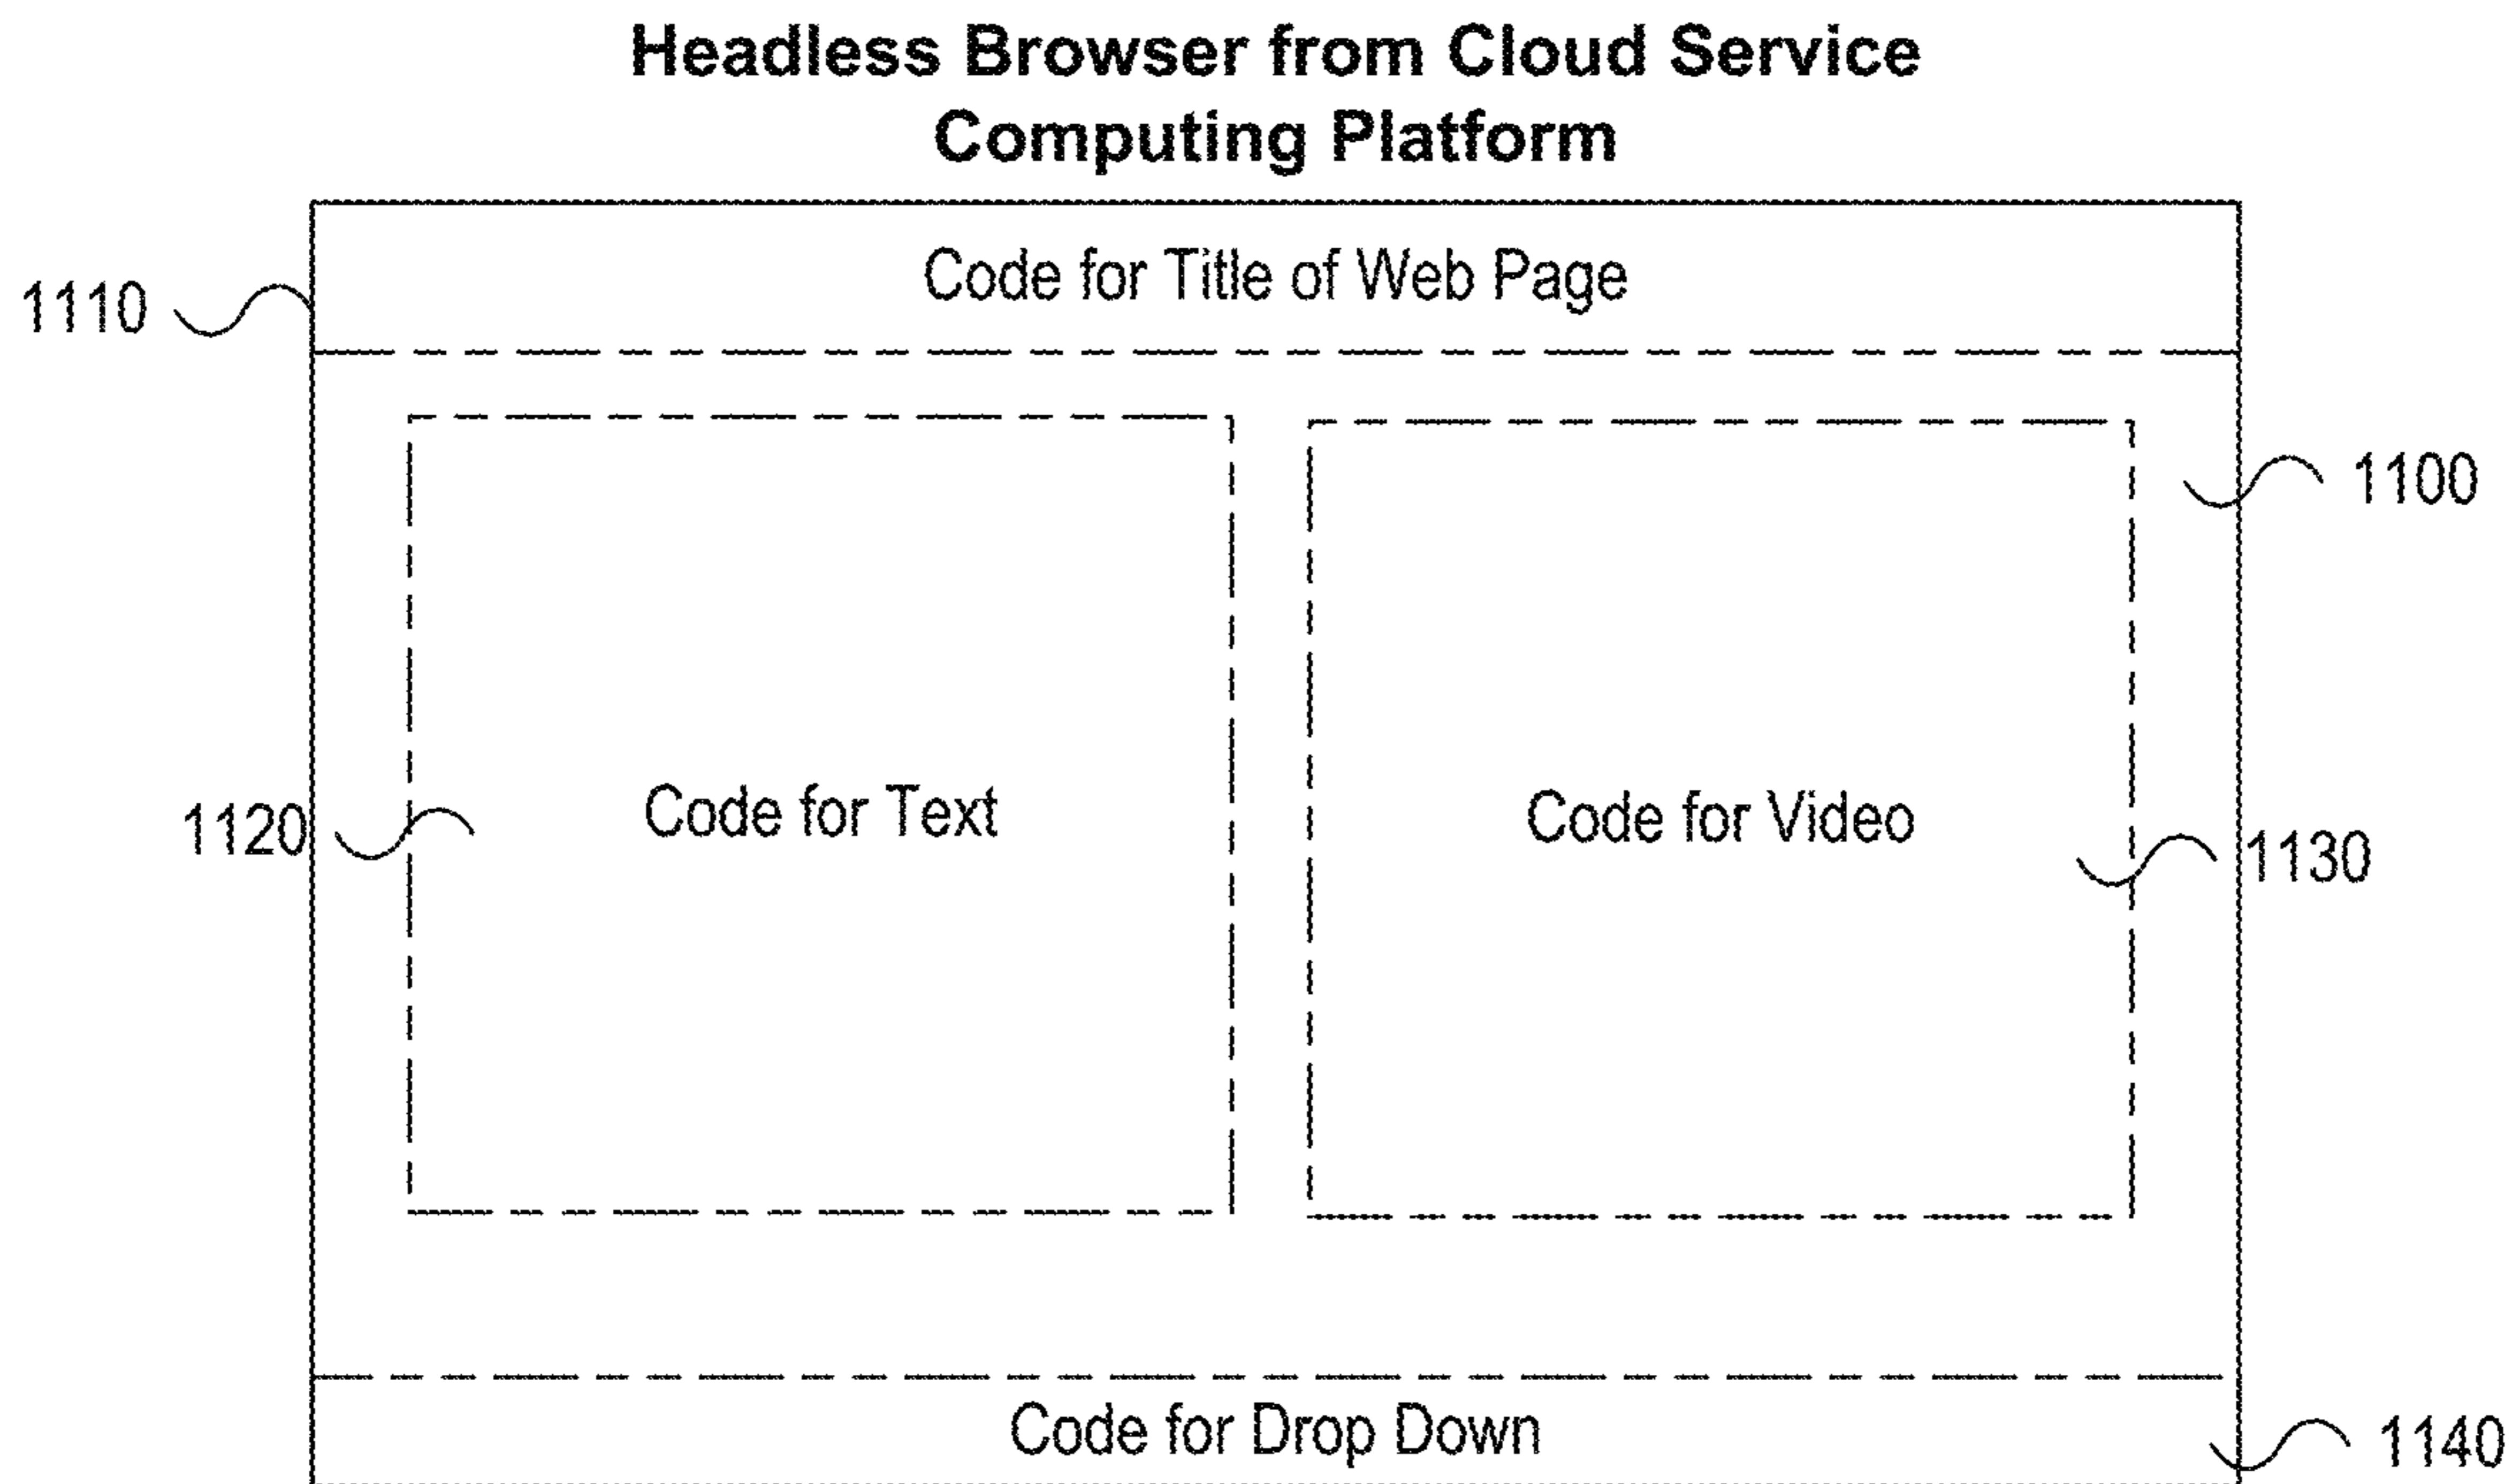 Headless Browser from Cloud Service
Computing Platform
Code for Title of Web Page
1110
1100
Code for Text
Code for Video
1120
1130
Code for Drop Down
1140